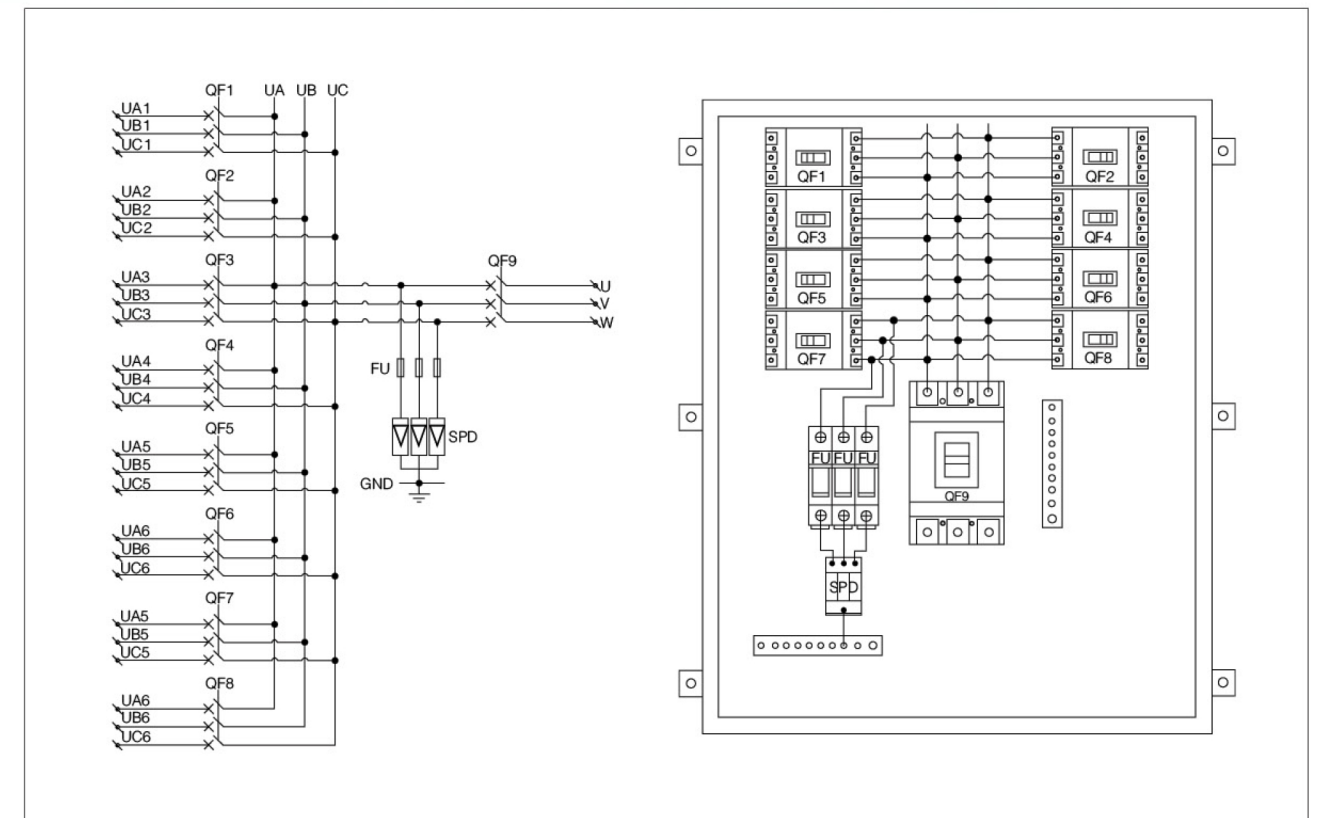 QF1 UA UB UC
UA1
UB1
UC1
QF2
UA2
UB2
UC2
QF3
UA3
UB3
UC3
QF9
U
V
W
QF4
UA4
UB4
UC4
FU
SPD
GND
QF5
UA5
UB5
UC5
QF6
UA6
UB6
UC6
QF7
UA5
UB5
UC5
QF8
UA6
UB6
UC6
QF1 QF2
QF3 QF4
QF5 QF6
QF7 QF8
FU FU FU
QF9
SPD